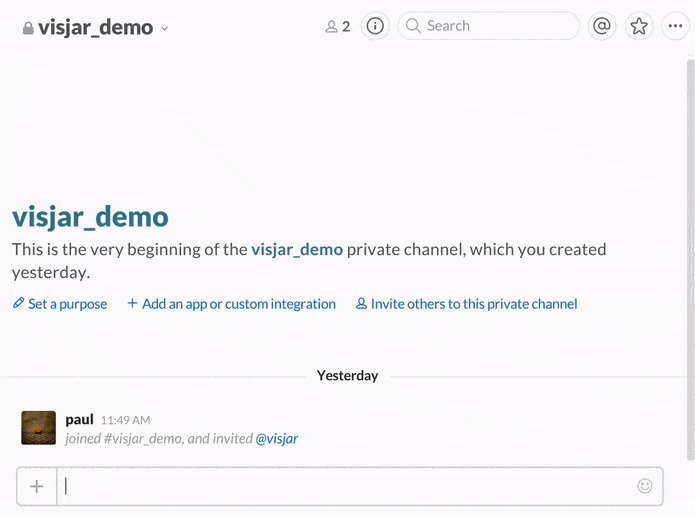 visjar_demo
2
Search
visjar_demo
This is the very beginning of the visjar_demo private channel, which you created
yesterday.
Set a purpose
Add an app or custom integration
Invite others to this private channel
Yesterday
paul 11:49 AM
joined #visjar_demo, and invited @visjar